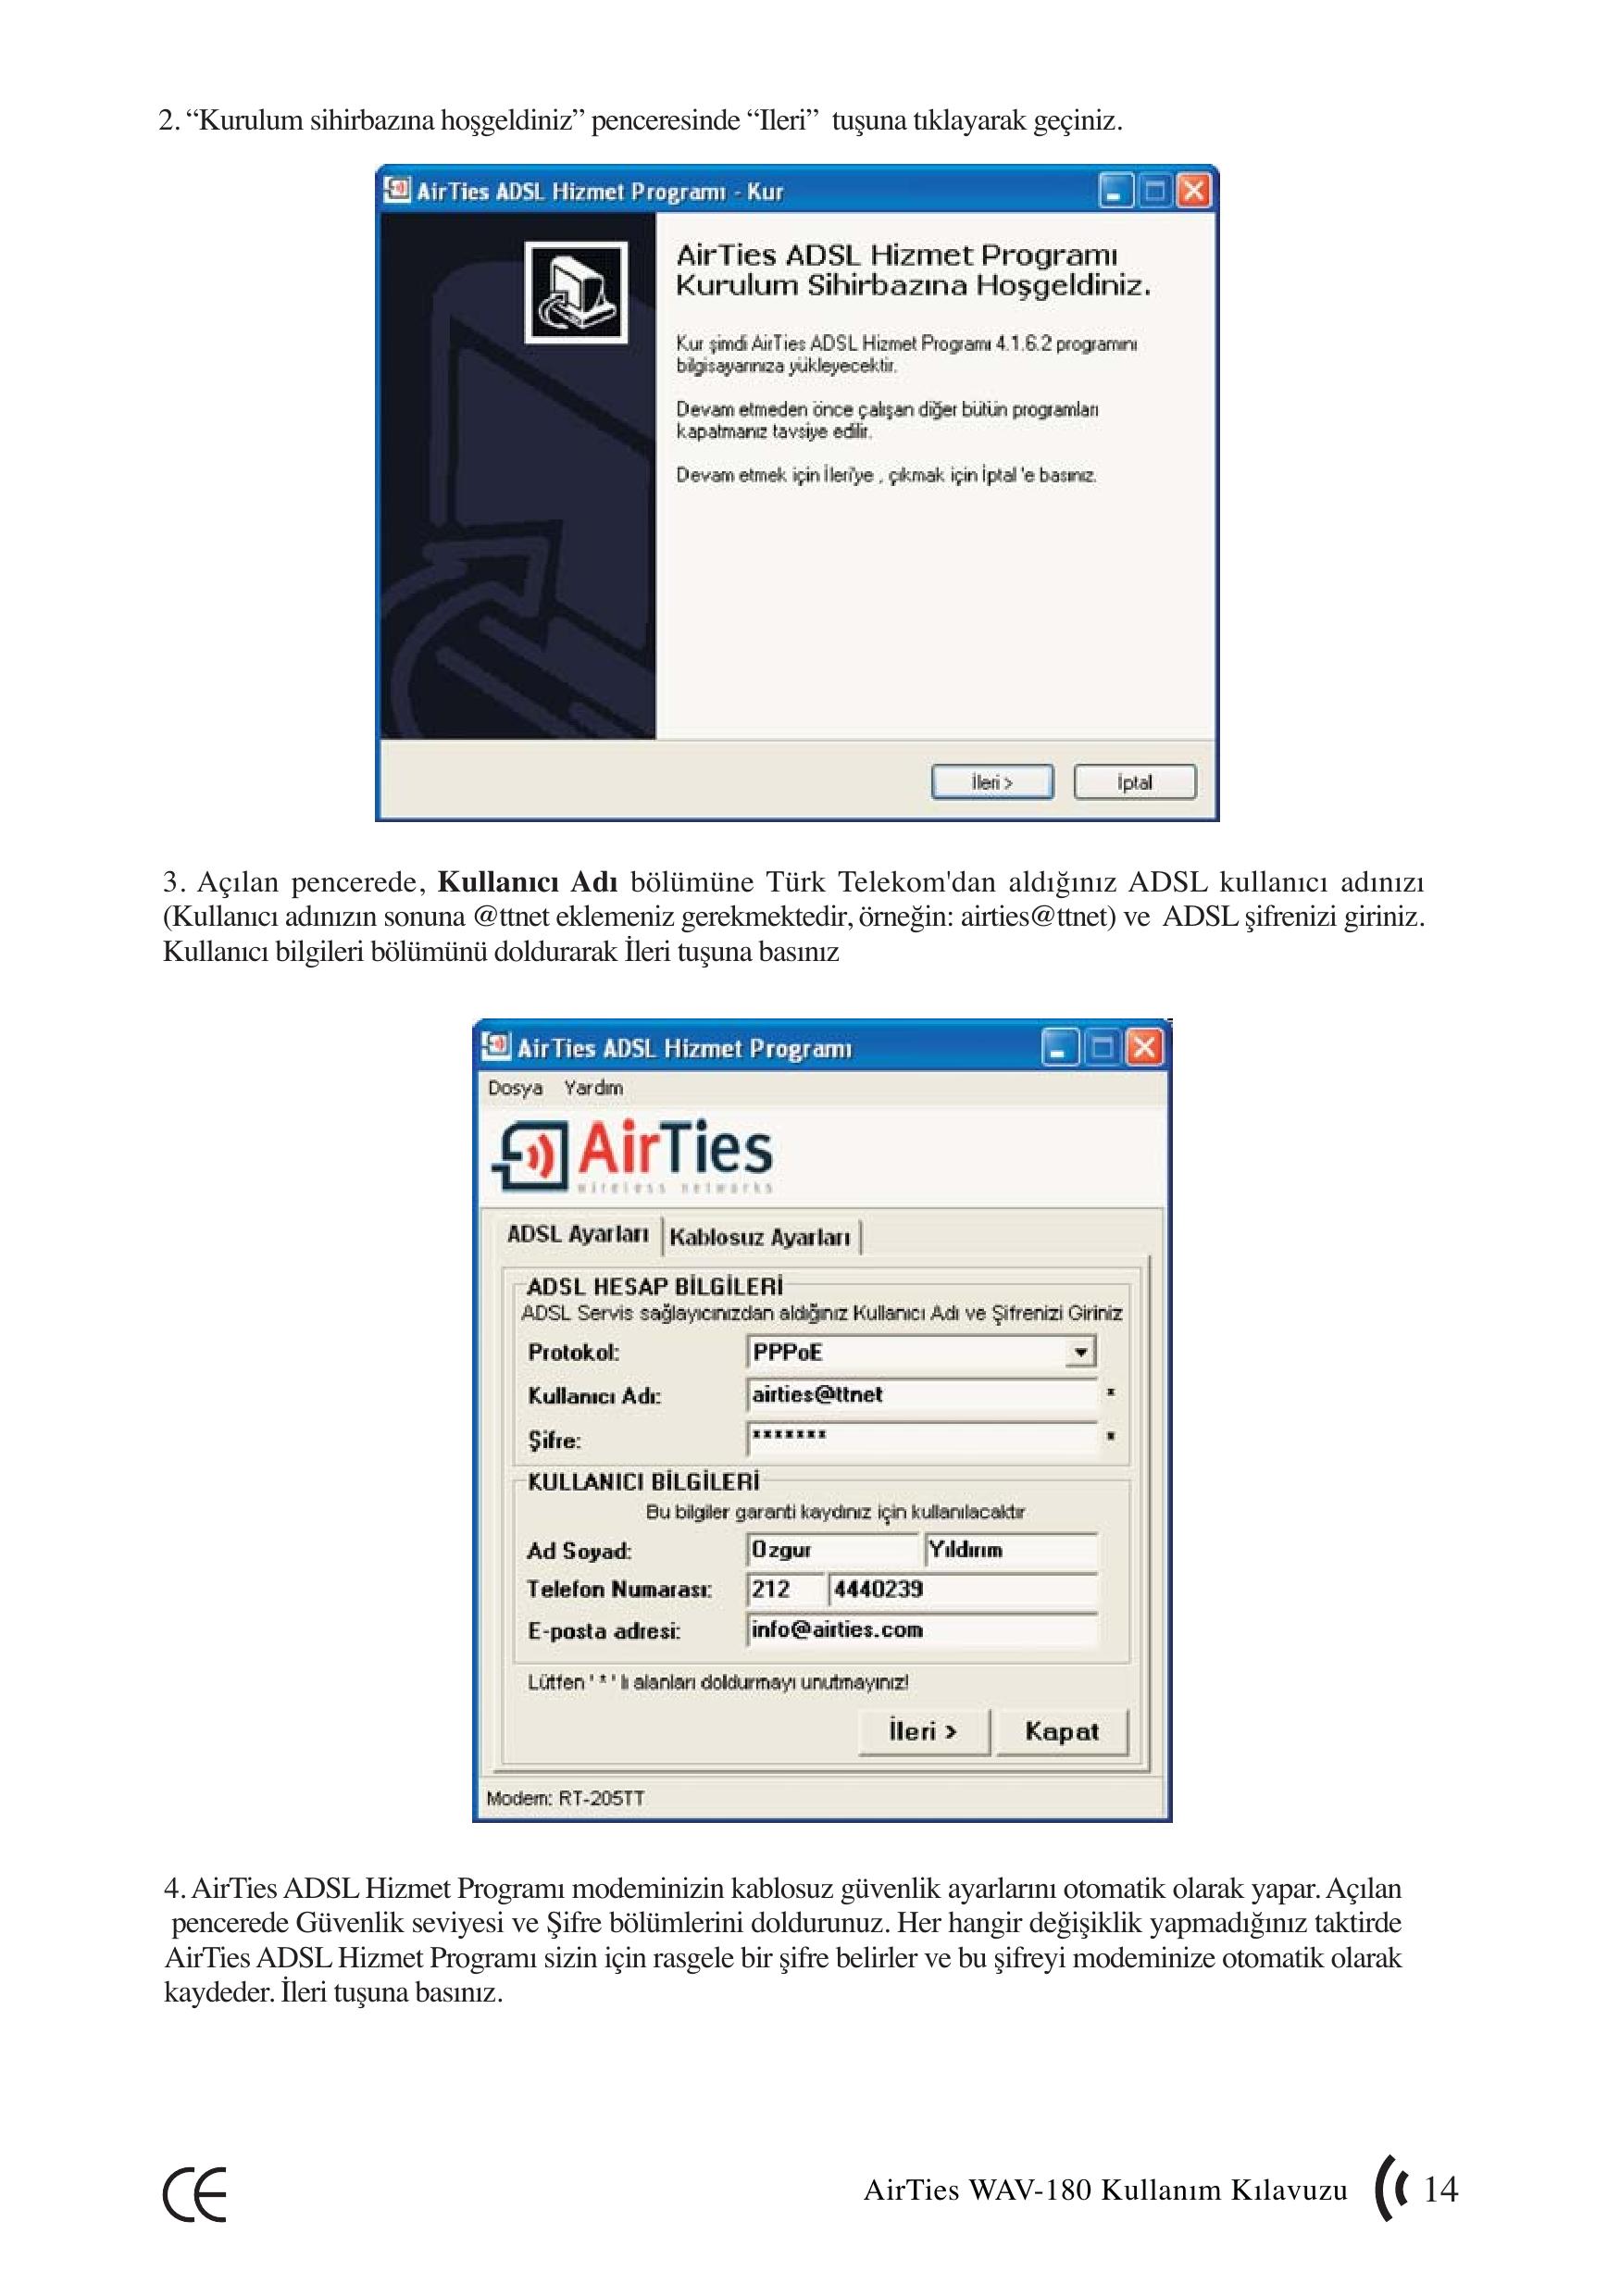 2. “Kurulum sihirbazına hoşgeldiniz” penceresinde “Ileri”  tuşuna tıklayarak geçiniz.
AirTies ADSL Hizmet Programı - Kur
AirTies ADSL Hizmet Programı
Kurulum Sihirbazına Hoşgeldiniz.
Kur şimdi AirTies ADSL Hizmet Programı 4.1.6.2 programını
bilgisayarınıza yükleyecektir.
Devam etmeden önce çalışan diğer bütün programları
kapatmanız tavsiye edilir.
Devam etmek için İleri'ye , çıkmak için İptal 'e basınız.
İleri >
İptal
3. Açılan pencerede, Kullanıcı Adı bölümüne Türk Telekom'dan aldığınız ADSL kullanıcı adınızı
(Kullanıcı adınızın sonuna @ttnet eklemeniz gerekmektedir, örneğin: airties@ttnet) ve  ADSL şifrenizi giriniz.
Kullanıcı bilgileri bölümünü doldurarak İleri tuşuna basınız
AirTies ADSL Hizmet Programı
Dosya Yardım
AirTies
wireless networks
ADSL Ayarları Kablosuz Ayarları
ADSL HESAP BİLGİLERİ
ADSL Servis sağlayıcınızdan aldığınız Kullanıcı Adı ve Şifrenizi Giriniz
Protokol: PPPoE
Kullanıcı Adı: airties@ttnet *
Şifre: ******* *
KULLANICI BİLGİLERİ
Bu bilgiler garanti kaydınız için kullanılacaktır
Ad Soyad: Ozgur Yıldırım
Telefon Numarası: 212 4440239
E-posta adresi: info@airties.com
Lütfen ' * ' lı alanları doldurmayı unutmayınız!
İleri >
Kapat
Modem: RT-205TT
4. AirTies ADSL Hizmet Programı modeminizin kablosuz güvenlik ayarlarını otomatik olarak yapar. Açılan
pencerede Güvenlik seviyesi ve Şifre bölümlerini doldurunuz. Her hangir değişiklik yapmadığınız taktirde
AirTies ADSL Hizmet Programı sizin için rasgele bir şifre belirler ve bu şifreyi modeminize otomatik olarak
kaydeder. İleri tuşuna basınız.
CE
AirTies WAV-180 Kullanım Kılavuzu 14